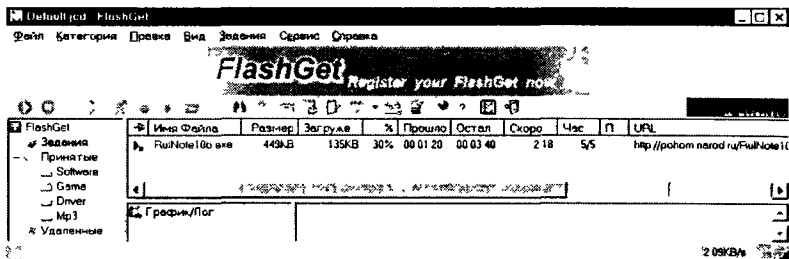 Default.jcd - FlashGet
Файл Категория Правка Вид Задания Сервис Справка
FlashGet Register your FlashGet now
FlashGet
Имя Файла Размер Загруже % Прошло Остал Скоро Час П URL
Задания
RuiNote10b.exe 449KB 135KB 30% 00:01:20 00:03:40 2.18 5/5 http://pohom.narod.ru/RuiNote10
Принятые
Software
Game
Driver
Mp3
График/Лог
Удаленные
2.09KB/s